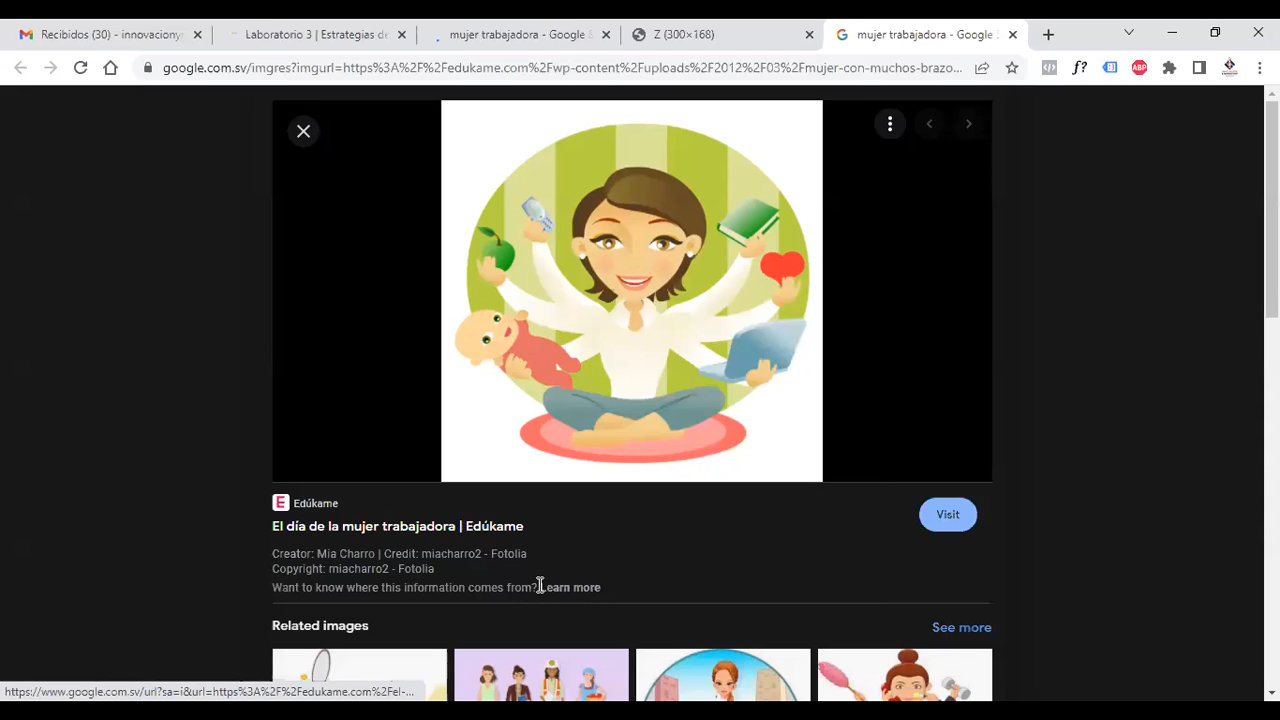 Recibidos (30) - innovaciony
Laboratorio 3 | Estrategias de
mujer trabajadora - Google S
Z (300×168)
mujer trabajadora - Google S
google.com.sv/imgres?imgurl=https%3A%2F%2Fedukame.com%2Fwp-content%2Fuploads%2F2012%2F03%2Fmujer-con-muchos-brazo...
f?
ABP
E Edúkame
El día de la mujer trabajadora | Edúkame
Visit
Creator: Mia Charro | Credit: miacharro2 - Fotolia
Copyright: miacharro2 - Fotolia
Want to know where this information comes from? Learn more
Related images
See more
https://www.google.com.sv/url?sa=i&url=https%3A%2F%2Fedukame.com%2Fel-...